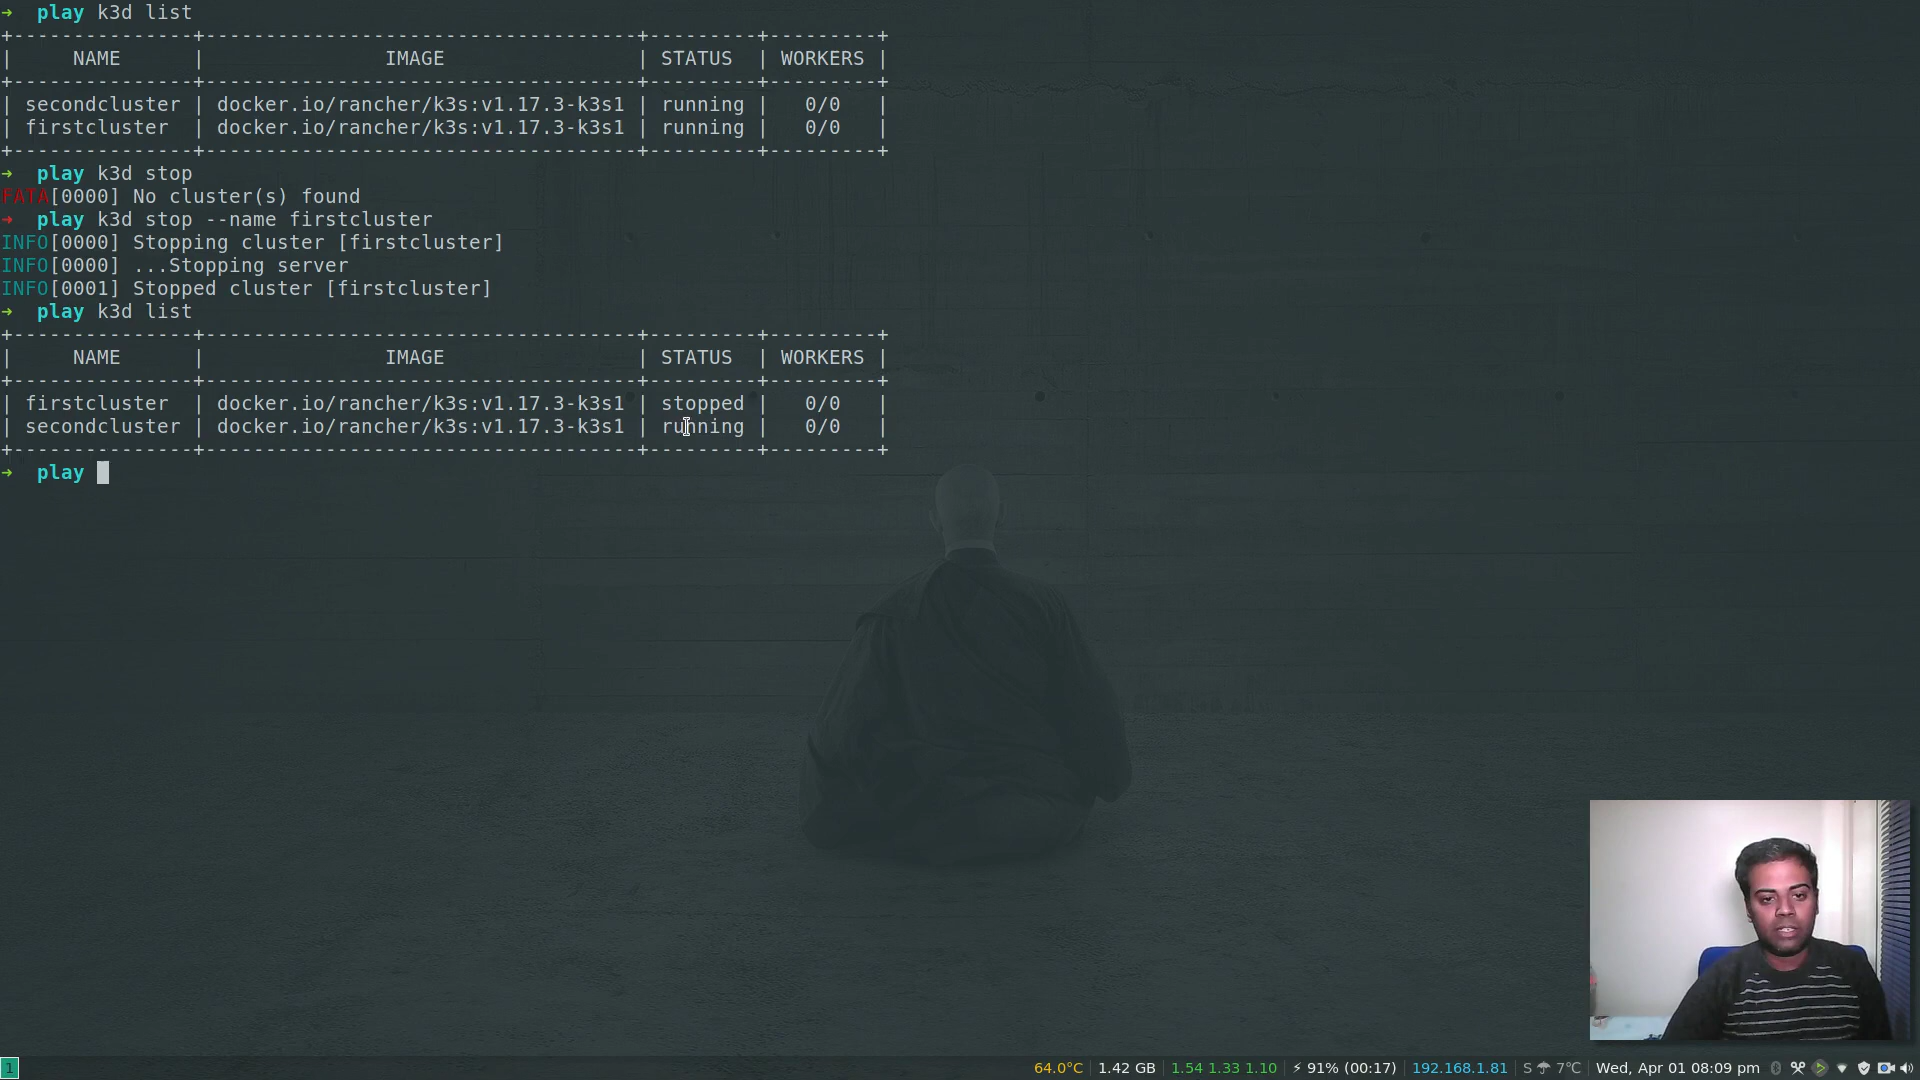 → play k3d list
+---------------+-------------------------------------+---------+---------+
| NAME | IMAGE | STATUS | WORKERS |
+---------------+-------------------------------------+---------+---------+
| secondcluster | docker.io/rancher/k3s:v1.17.3-k3s1 | running | 0/0 |
| firstcluster | docker.io/rancher/k3s:v1.17.3-k3s1 | running | 0/0 |
+---------------+-------------------------------------+---------+---------+
→ play k3d stop
FATA[0000] No cluster(s) found
→ play k3d stop --name firstcluster
INFO[0000] Stopping cluster [firstcluster]
INFO[0000] ...Stopping server
INFO[0001] Stopped cluster [firstcluster]
→ play k3d list
+---------------+-------------------------------------+---------+---------+
| NAME | IMAGE | STATUS | WORKERS |
+---------------+-------------------------------------+---------+---------+
| firstcluster | docker.io/rancher/k3s:v1.17.3-k3s1 | stopped | 0/0 |
| secondcluster | docker.io/rancher/k3s:v1.17.3-k3s1 | running | 0/0 |
+---------------+-------------------------------------+---------+---------+
→ play
1 64.0°C | 1.42 GB | 1.54 1.33 1.10 | ⚡ 91% (00:17) | 192.168.1.81 | S ☂ 7°C | Wed, Apr 01 08:09 pm